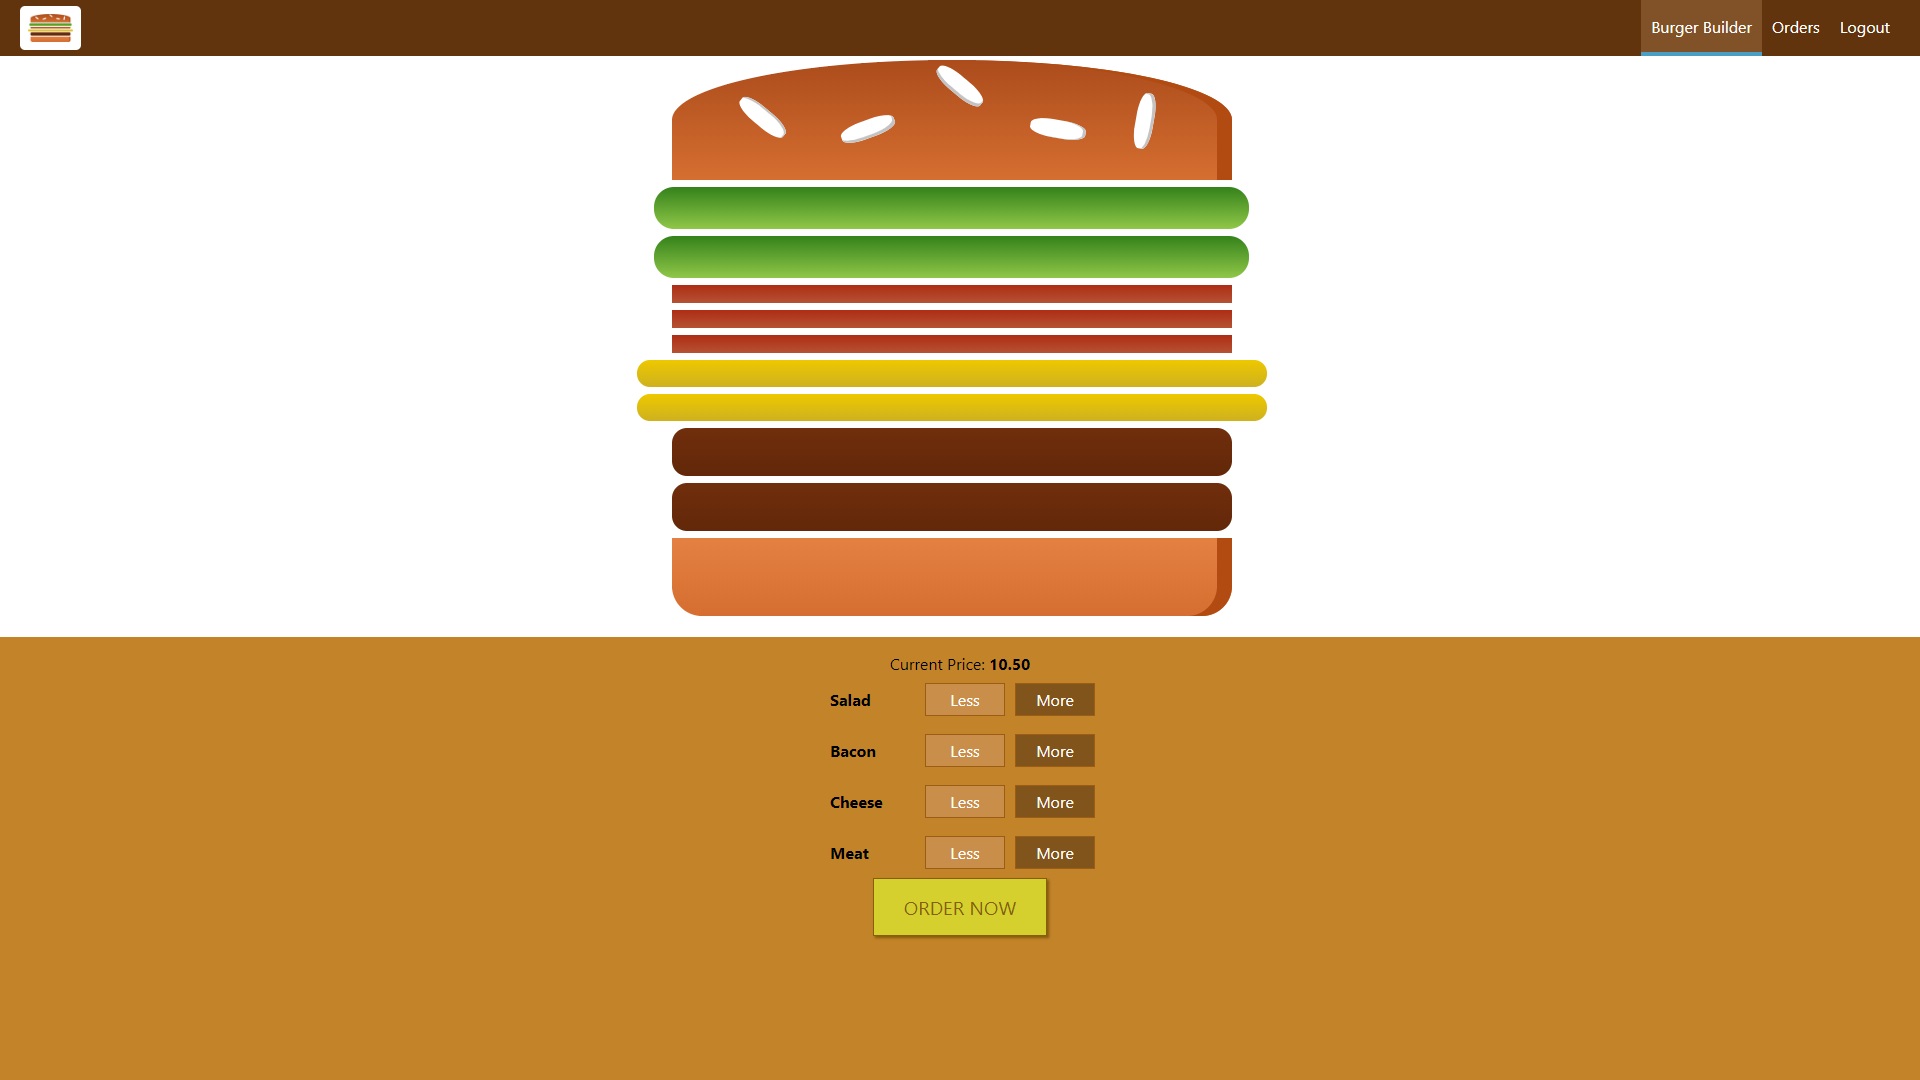 Burger Builder Orders Logout
Current Price: 10.50
Salad Less More
Bacon Less More
Cheese Less More
Meat Less More
ORDER NOW